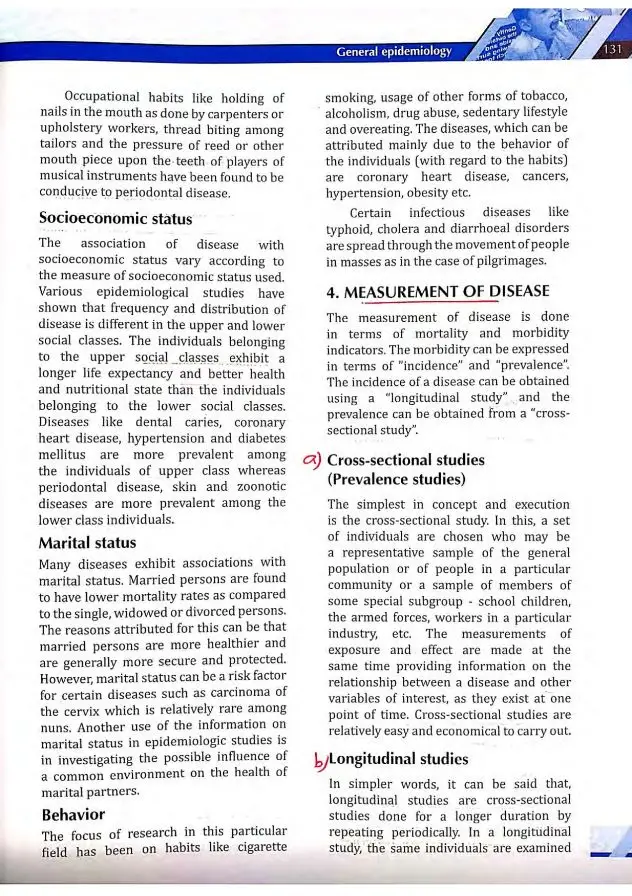 General epidemiology
131
Occupational habits like holding of
nails in the mouth as done by carpenters or
upholstery workers, thread biting among
tailors and the pressure of reed or other
mouth piece upon the teeth of players of
musical instruments have been found to be
conducive to periodontal disease.
Socioeconomic status
The association of disease with
socioeconomic status vary according to
the measure of socioeconomic status used.
Various epidemiological studies have
shown that frequency and distribution of
disease is different in the upper and lower
social classes. The individuals belonging
to the upper social classes exhibit a
longer life expectancy and better health
and nutritional state than the individuals
belonging to the lower social classes.
Diseases like dental caries, coronary
heart disease, hypertension and diabetes
mellitus are more prevalent among
the individuals of upper class whereas
periodontal disease, skin and zoonotic
diseases are more prevalent among the
lower class individuals.
Marital status
Many diseases exhibit associations with
marital status. Married persons are found
to have lower mortality rates as compared
to the single, widowed or divorced persons.
The reasons attributed for this can be that
married persons are more healthier and
are generally more secure and protected.
However, marital status can be a risk factor
for certain diseases such as carcinoma of
the cervix which is relatively rare among
nuns. Another use of the information on
marital status in epidemiologic studies is
in investigating the possible influence of
a common environment on the health of
marital partners.
Behavior
The focus of research in this particular
field has been on habits like cigarette
smoking, usage of other forms of tobacco,
alcoholism, drug abuse, sedentary lifestyle
and overeating. The diseases, which can be
attributed mainly due to the behavior of
the individuals (with regard to the habits)
are coronary heart disease, cancers,
hypertension, obesity etc.
Certain infectious diseases like
typhoid, cholera and diarrhoeal disorders
are spread through the movement of people
in masses as in the case of pilgrimages.
4. MEASUREMENT OF DISEASE
The measurement of disease is done
in terms of mortality and morbidity
indicators. The morbidity can be expressed
in terms of "incidence" and "prevalence".
The incidence of a disease can be obtained
using a "longitudinal study" and the
prevalence can be obtained from a "cross-
sectional study".
a) Cross-sectional studies
(Prevalence studies)
The simplest in concept and execution
is the cross-sectional study. In this, a set
of individuals are chosen who may be
a representative sample of the general
population or of people in a particular
community or a sample of members of
some special subgroup - school children,
the armed forces, workers in a particular
industry, etc. The measurements of
exposure and effect are made at the
same time providing information on the
relationship between a disease and other
variables of interest, as they exist at one
point of time. Cross-sectional studies are
relatively easy and economical to carry out.
b) Longitudinal studies
In simpler words, it can be said that,
longitudinal studies are cross-sectional
studies done for a longer duration by
repeating periodically. In a longitudinal
study, the same individuals are examined